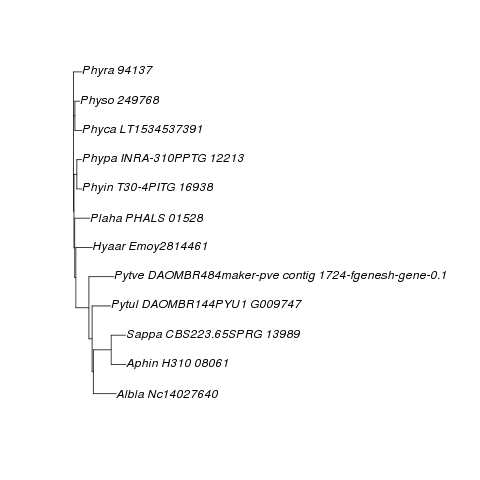 Phyra 94137
Physo 249768
Phyca LT1534537391
Phypa INRA-310PPTG 12213
Phyin T30-4PITG 16938
Plaha PHALS 01528
Hyaar Emoy2814461
Pytve DAOMBR484maker-pve contig 1724-fgenesh-gene-0.1
Pytul DAOMBR144PYU1 G009747
Sappa CBS223.65SPRG 13989
Aphin H310 08061
Albla Nc14027640